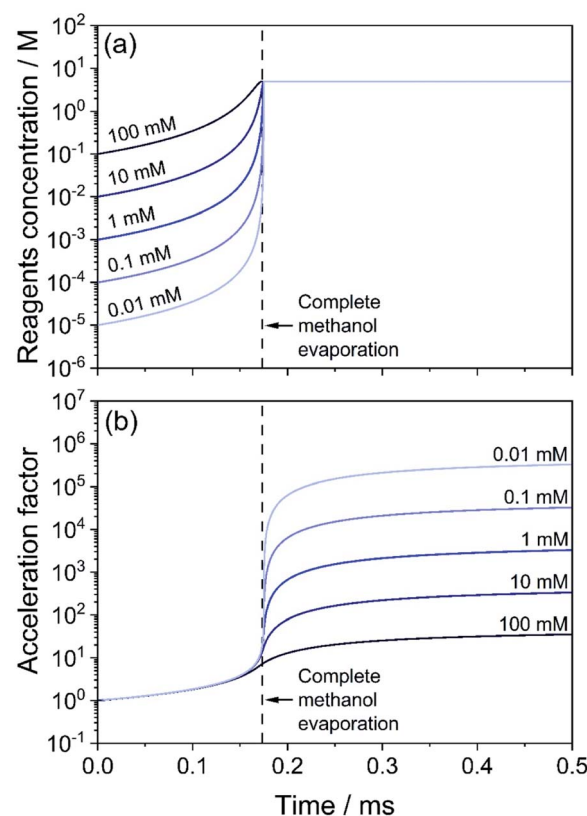 (a)
Reagents concentration / M
10⁵
10⁴
10³
10²
10¹
10⁰
10⁻¹
10⁻²
10⁻³
10⁻⁴
10⁻⁵
10⁻⁶
100 mM
10 mM
1 mM
0.1 mM
0.01 mM
Complete
methanol
evaporation
(b)
Acceleration factor
10⁷
10⁶
10⁵
10⁴
10³
10²
10¹
10⁰
10⁻¹
0.01 mM
0.1 mM
1 mM
10 mM
100 mM
Complete
methanol
evaporation
0.0 0.1 0.2 0.3 0.4 0.5
Time / ms